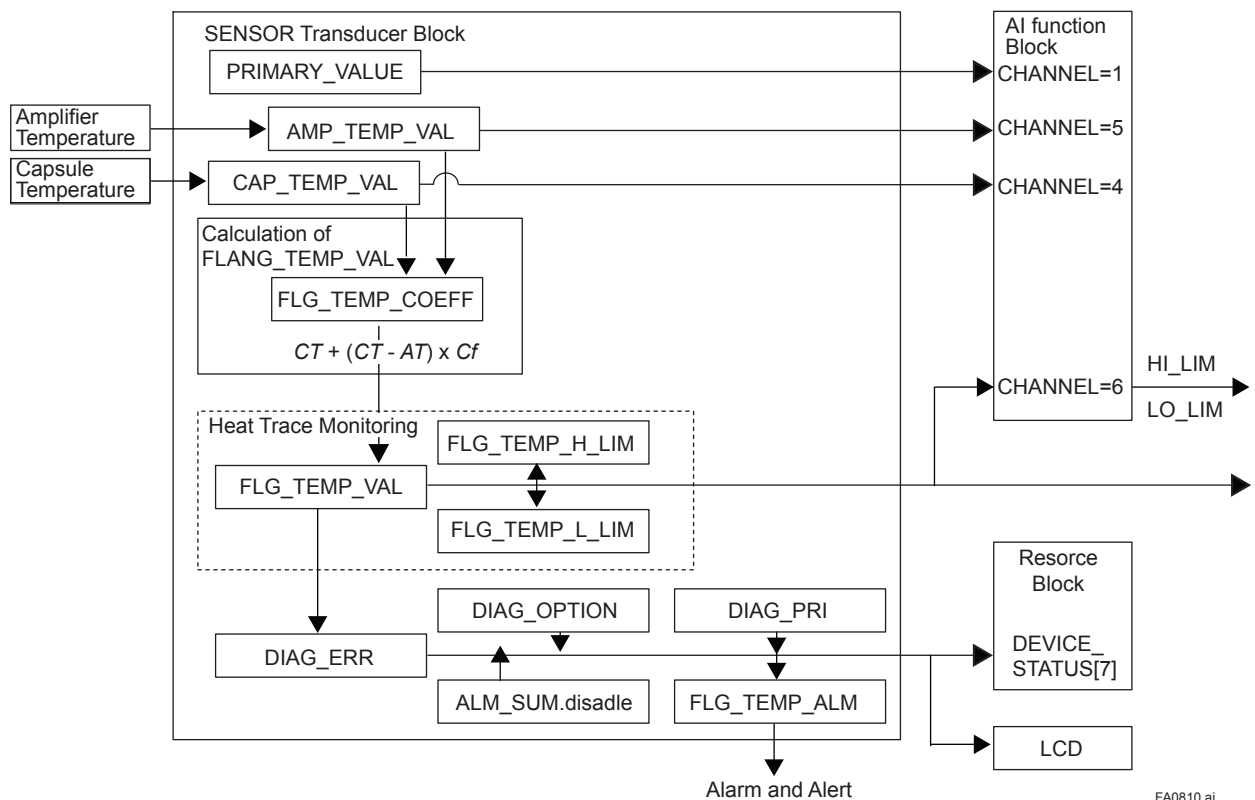 SENSOR Transducer Block
PRIMARY_VALUE
AI function
Block
CHANNEL=1
Amplifier
Temperature
AMP_TEMP_VAL
CHANNEL=5
Capsule
Temperature
CAP_TEMP_VAL
CHANNEL=4
Calculation of
FLANG_TEMP_VAL
FLG_TEMP_COEFF
CT + (CT - AT) x Cf
CHANNEL=6
HI_LIM
LO_LIM
Heat Trace Monitoring
FLG_TEMP_H_LIM
FLG_TEMP_VAL
FLG_TEMP_L_LIM
Resorce
Block
DEVICE_
STATUS[7]
DIAG_OPTION
DIAG_PRI
DIAG_ERR
ALM_SUM.disadle
FLG_TEMP_ALM
LCD
Alarm and Alert
FA0810.ai